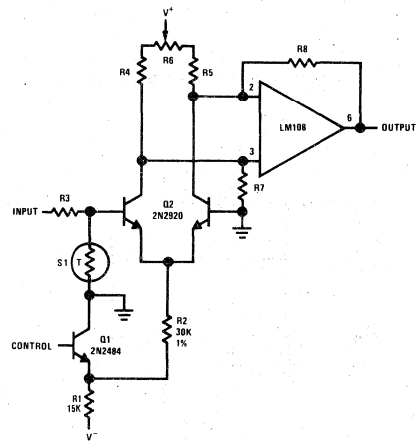 V+
R4
R6
R5
R8
2
LM108
6
OUTPUT
3
R7
R3
INPUT
Q2
2N2920
S1
T
R2
30K
1%
Q1
2N2484
CONTROL
R1
15K
V−